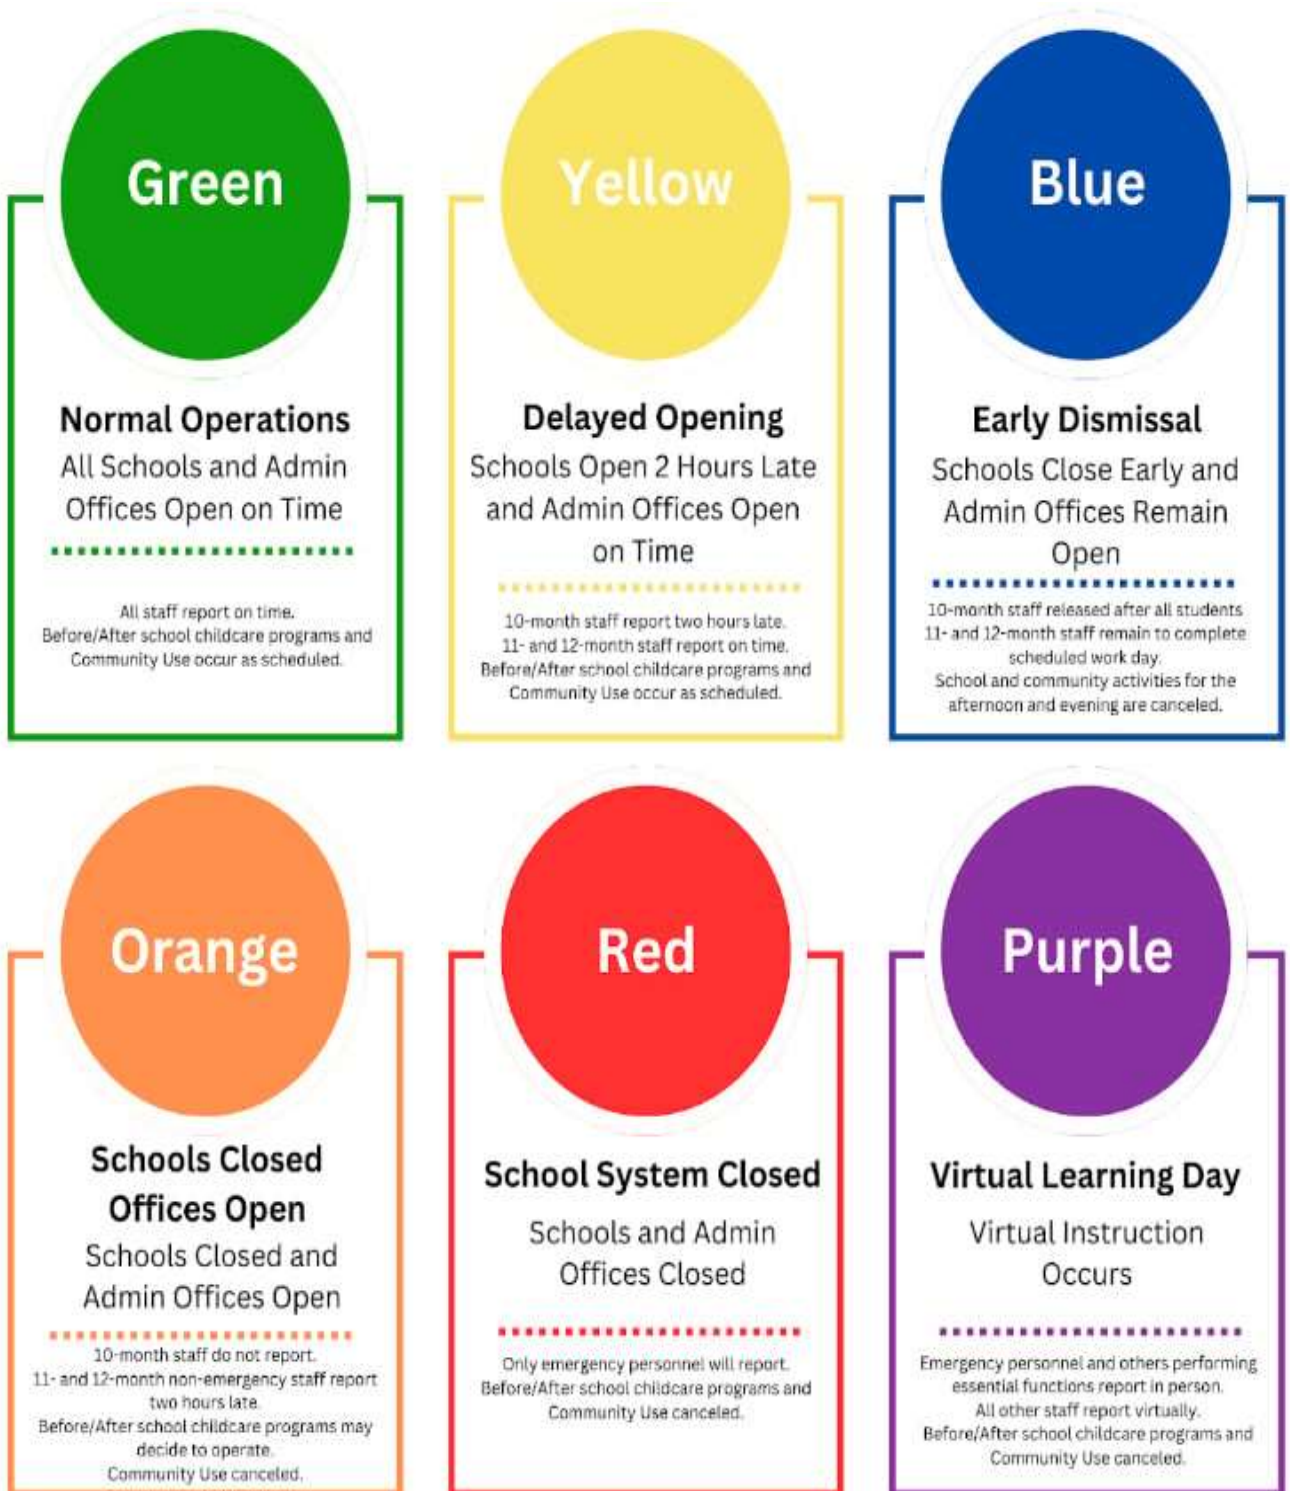 Green
Normal Operations
All Schools and Admin
Offices Open on Time
All staff report on time.
Before/After school childcare programs and
Community Use occur as scheduled.
Yellow
Delayed Opening
Schools Open 2 Hours Late
and Admin Offices Open
on Time
10-month staff report two hours late.
11- and 12-month staff report on time.
Before/After school childcare programs and
Community Use occur as scheduled.
Blue
Early Dismissal
Schools Close Early and
Admin Offices Remain
Open
10-month staff released after all students
11- and 12-month staff remain to complete
scheduled work day.
School and community activities for the
afternoon and evening are canceled.
Orange
Schools Closed
Offices Open
Schools Closed and
Admin Offices Open
10-month staff do not report.
11- and 12-month non-emergency staff report
two hours late.
Before/After school childcare programs may
decide to operate.
Community Use canceled.
Red
School System Closed
Schools and Admin
Offices Closed
Only emergency personnel will report.
Before/After school childcare programs and
Community Use canceled.
Purple
Virtual Learning Day
Virtual Instruction
Occurs
Emergency personnel and others performing
essential functions report in person.
All other staff report virtually.
Before/After school childcare programs and
Community Use canceled.